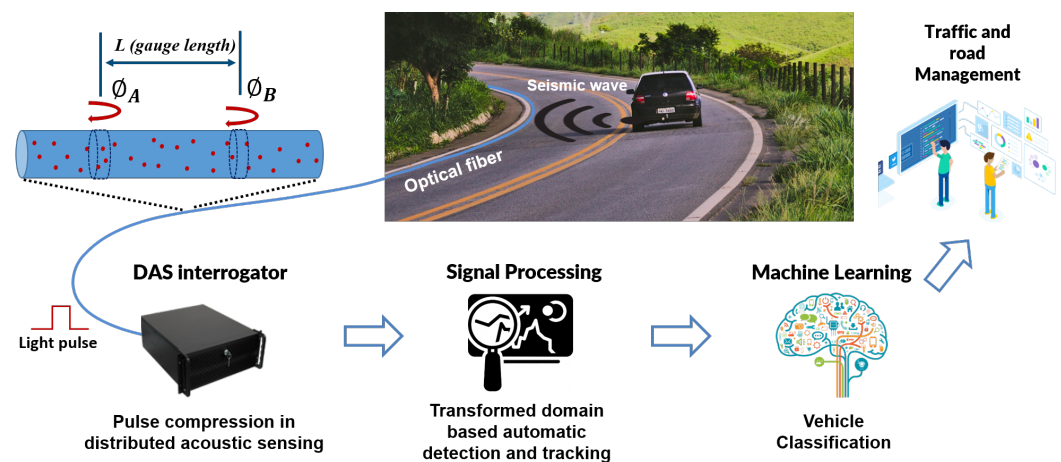 L (gauge length)
∅A
∅B
Seismic wave
Optical fiber
Traffic and
road
Management
DAS interrogator
Signal Processing
Machine Learning
Light pulse
Pulse compression in
distributed acoustic sensing
Transformed domain
based automatic
detection and tracking
Vehicle
Classification